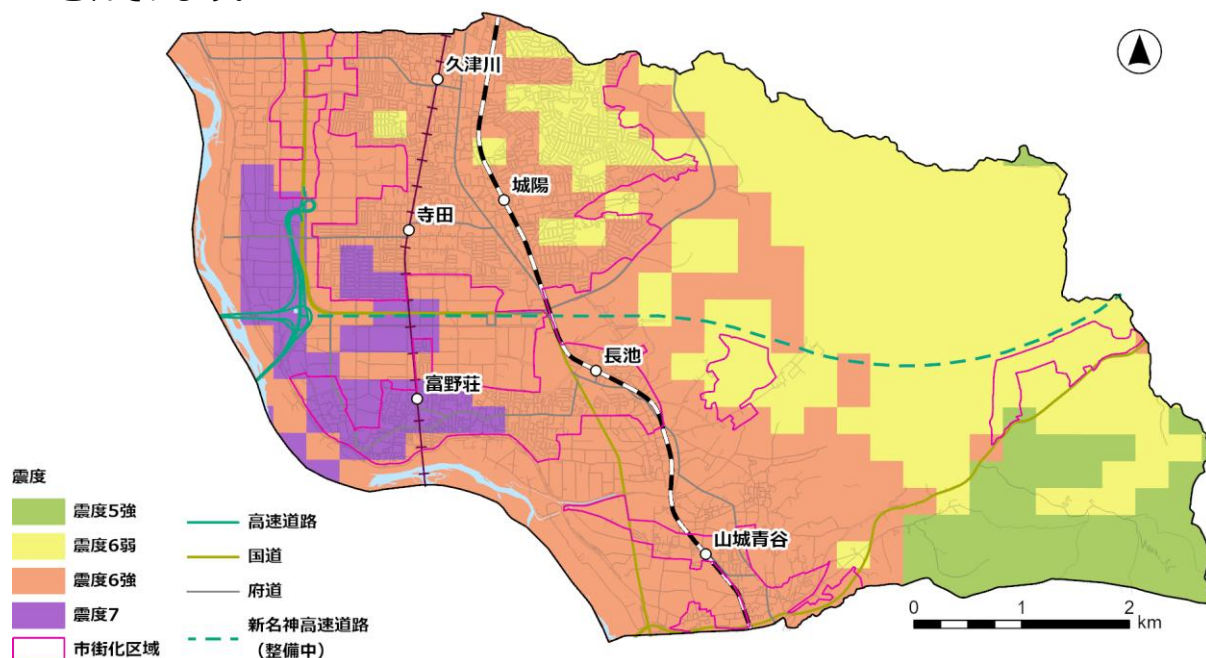 久津川
城陽
寺田
長池
富野荘
山城青谷
震度
震度5強
震度6弱
震度6強
震度7
市街化区域
高速道路
国道
府道
新名神高速道路
（整備中）
0 1 2
km